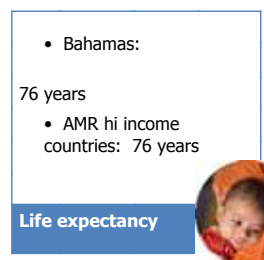 • Bahamas:
76 years
• AMR hi income
countries: 76 years
Life expectancy